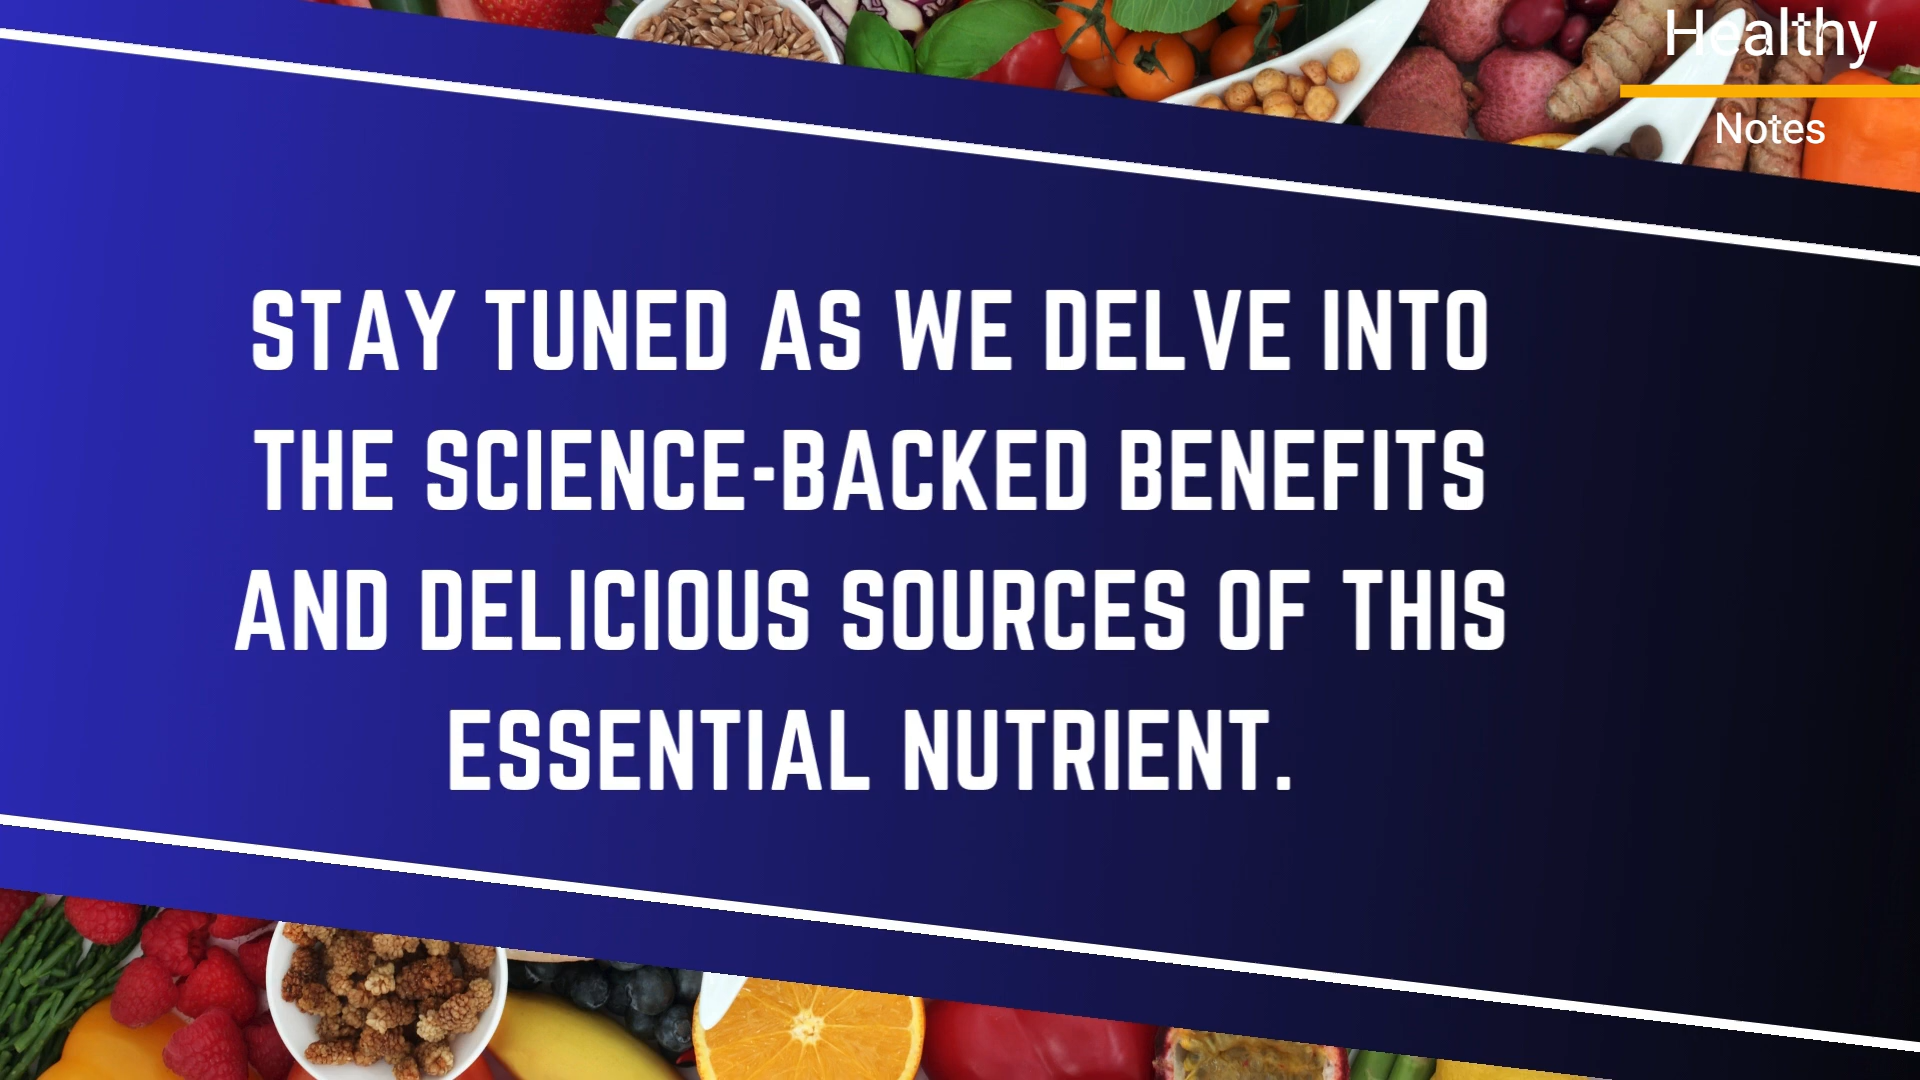 Healthy
Notes
STAY TUNED AS WE DELVE INTO
THE SCIENCE-BACKED BENEFITS
AND DELICIOUS SOURCES OF THIS
ESSENTIAL NUTRIENT.